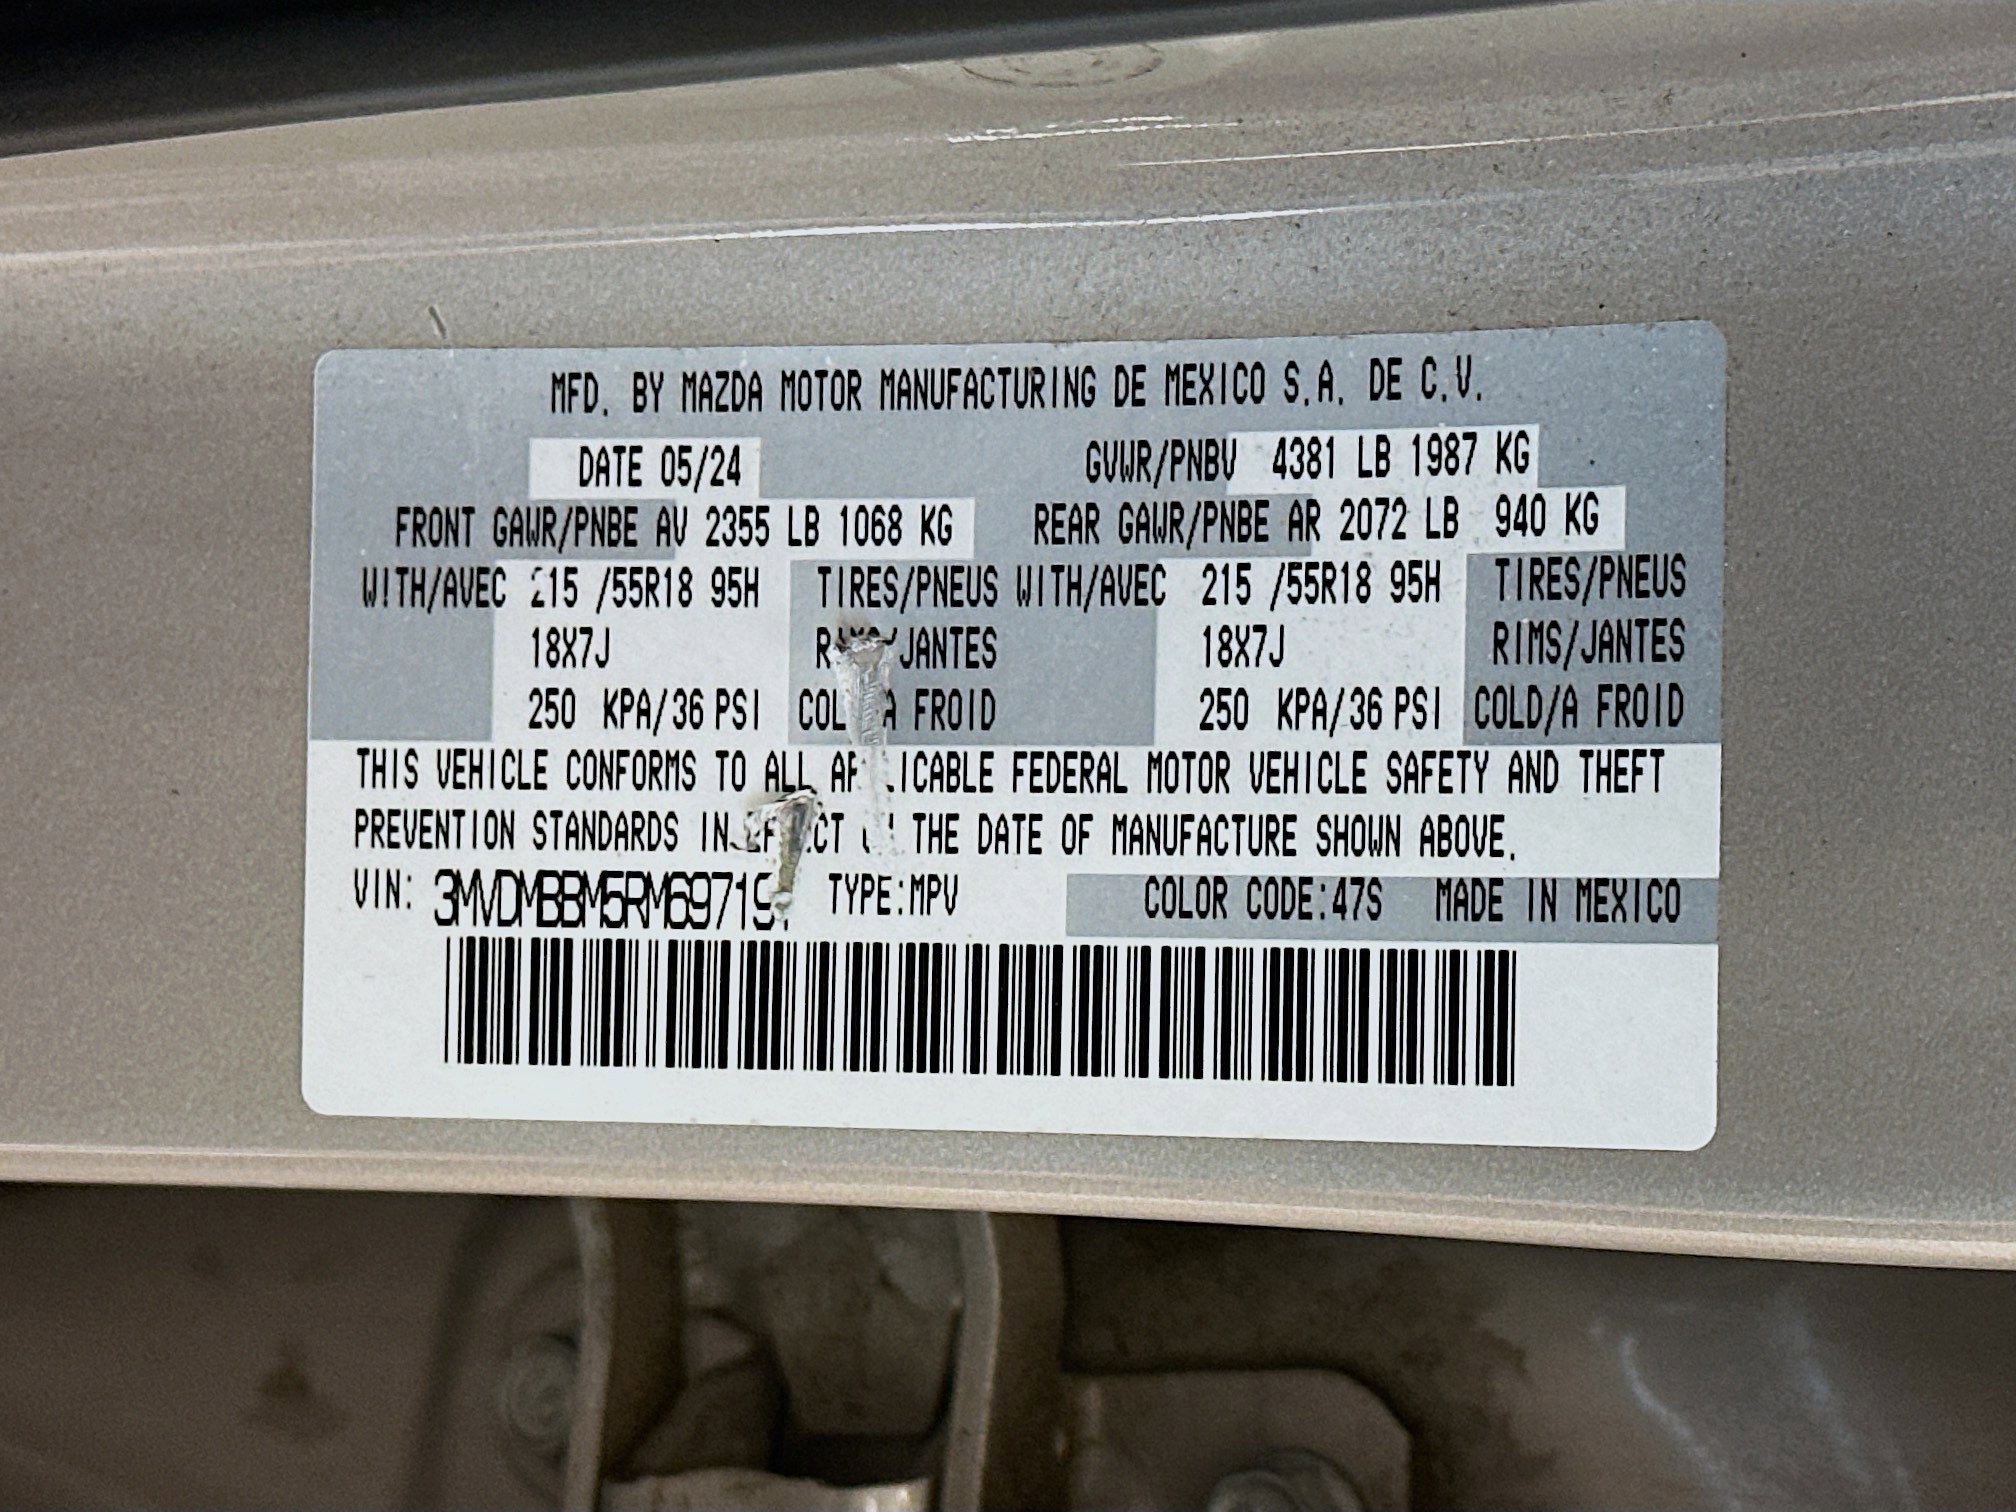 MFD. BY MAZDA MOTOR MANUFACTURING DE MEXICO S.A. DE C.V.
DATE 05/24 GVWR/PNBV 4381 LB 1987 KG
FRONT GAWR/PNBE AV 2355 LB 1068 KG REAR GAWR/PNBE AR 2072 LB 940 KG
WITH/AVEC 215 /55R18 95H TIRES/PNEUS WITH/AVEC 215 /55R18 95H TIRES/PNEUS
18X7J 18X7J RIMS/JANTES
250 KPA/36 PSI FROID 250 KPA/36 PSI COLD/A FROID
THIS VEHICLE CONFORMS TO ALL FEDERAL MOTOR VEHICLE SAFETY AND THEFT
PREVENTION STANDARDS IN THE DATE OF MANUFACTURE SHOWN ABOVE.
VIN: TYPE:MPV COLOR CODE:47S MADE IN MEXICO